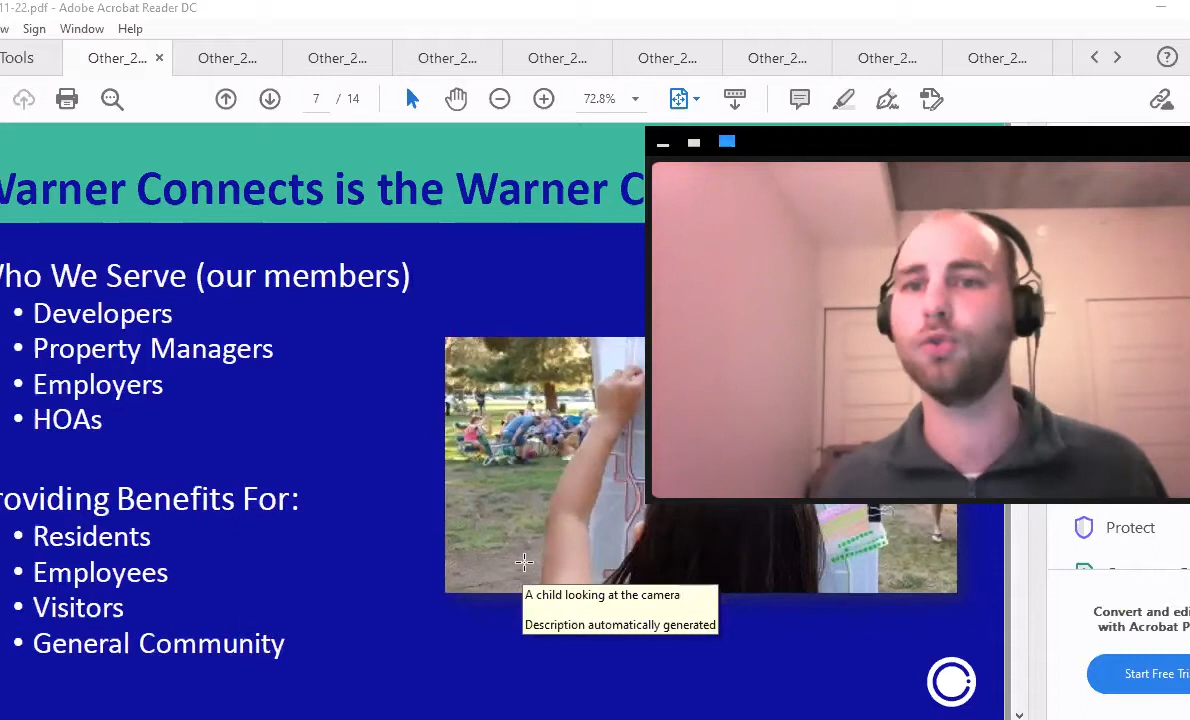 11-22.pdf - Adobe Acrobat Reader DC
w Sign Window Help
Tools Other_2... × Other_2... Other_2... Other_2... Other_2... Other_2... Other_2... Other_2... Other_2...
7 / 14 72.8%
Warner Connects is the Warner C
Who We Serve (our members)
• Developers
• Property Managers
• Employers
• HOAs
roviding Benefits For:
• Residents
• Employees
• Visitors
• General Community
A child looking at the camera
Description automatically generated
Protect
Convert and edi
with Acrobat P
Start Free Tri